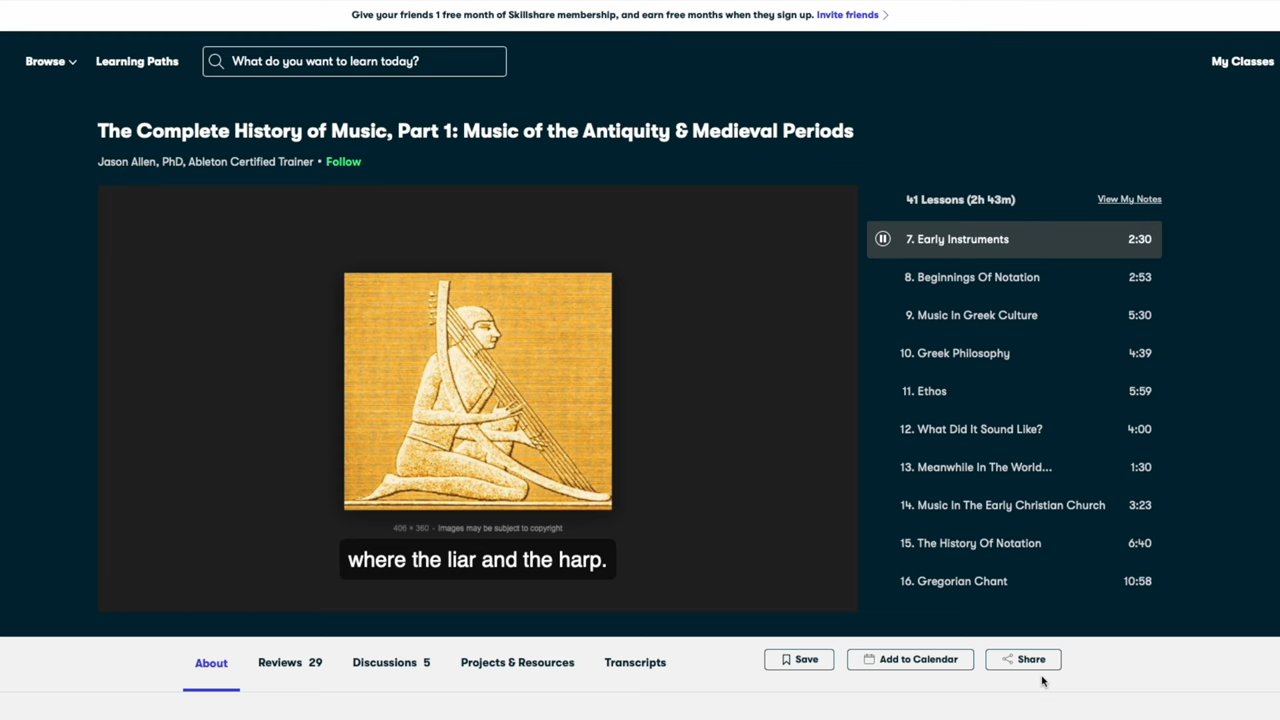 Give your friends 1 free month of Skillshare membership, and earn free months when they sign up. Invite friends
Browse Learning Paths What do you want to learn today? My Classes
The Complete History of Music, Part 1: Music of the Antiquity & Medieval Periods
Jason Allen, PhD, Ableton Certified Trainer • Follow
41 Lessons (2h 43m) View My Notes
7. Early Instruments 2:30
8. Beginnings Of Notation 2:53
9. Music In Greek Culture 5:30
10. Greek Philosophy 4:39
11. Ethos 5:59
12. What Did It Sound Like? 4:00
13. Meanwhile In The World... 1:30
14. Music In The Early Christian Church 3:23
15. The History Of Notation 6:40
16. Gregorian Chant 10:58
406 × 360 - Images may be subject to copyright
where the liar and the harp.
About Reviews 29 Discussions 5 Projects & Resources Transcripts Save Add to Calendar Share